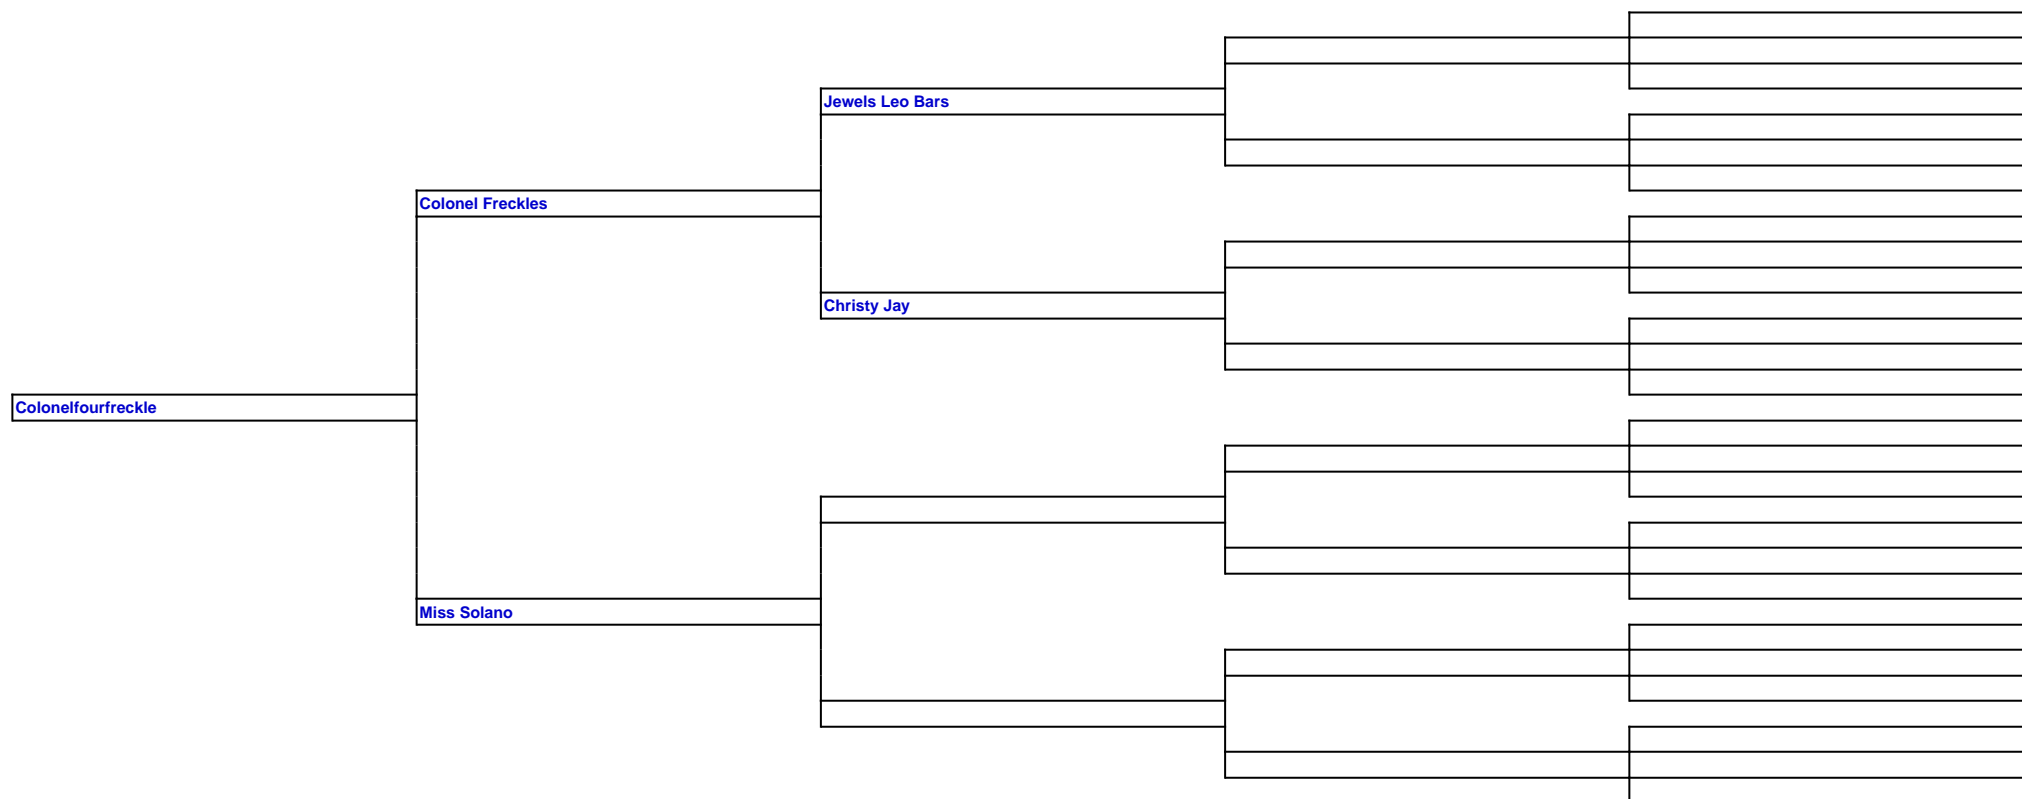 Jewels Leo Bars
Colonel Freckles
Christy Jay
Colonelfourfreckle
Miss Solano